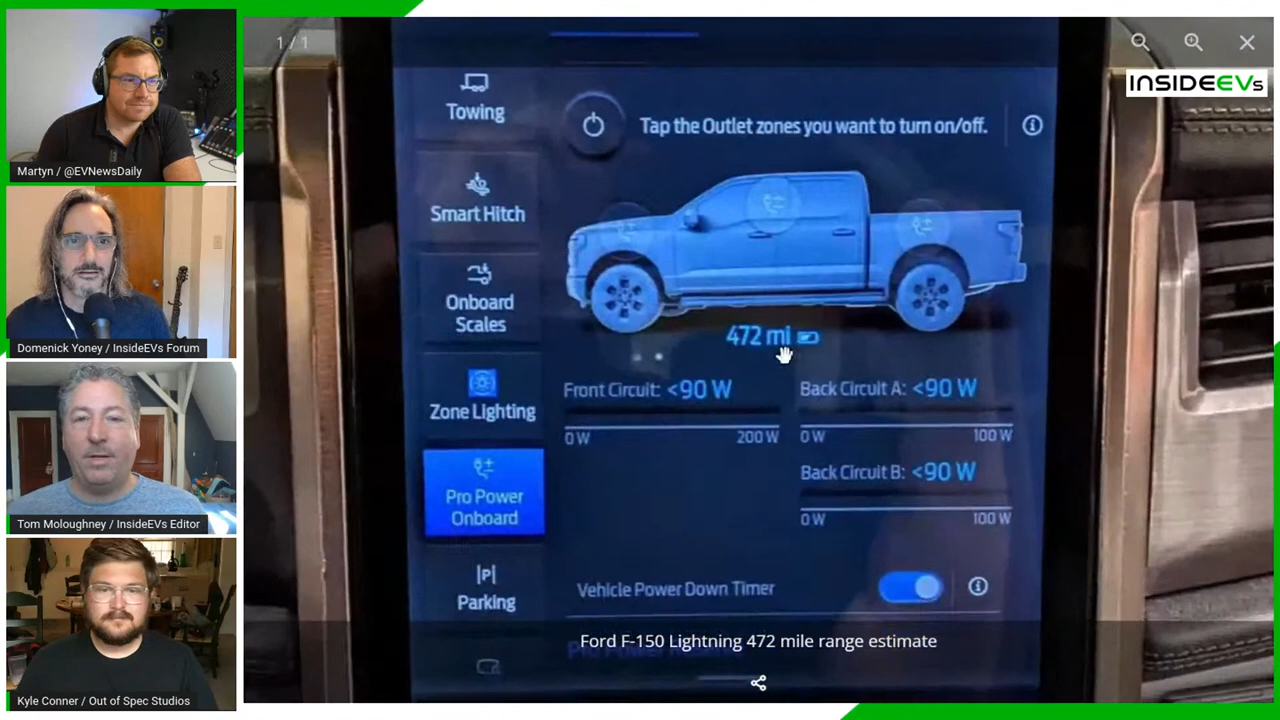 Martyn / @EVNewsDaily
Domenick Yoney / InsideEVs Forum
Tom Moloughney / InsideEVs Editor
Kyle Conner / Out of Spec Studios
1 / 1
INSIDEEVs
Towing
Smart Hitch
Onboard
Scales
Zone Lighting
Pro Power
Onboard
Parking
Tap the Outlet zones you want to turn on/off.
472 mi
Front Circuit: <90 W
0 W 200 W
Back Circuit A: <90 W
0 W 100 W
Back Circuit B: <90 W
0 W 100 W
Vehicle Power Down Timer
Ford F-150 Lightning 472 mile range estimate